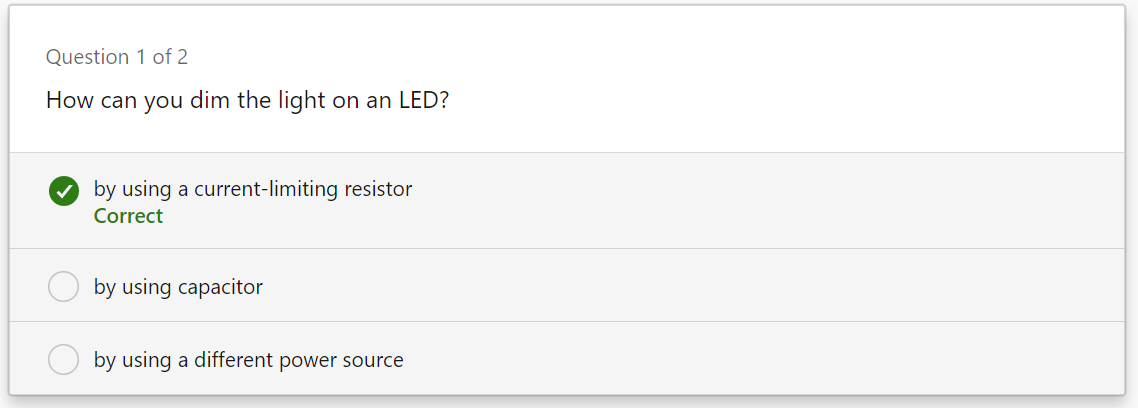 Question 1 of 2
How can you dim the light on an LED?
by using a current-limiting resistor
Correct
by using capacitor
by using a different power source